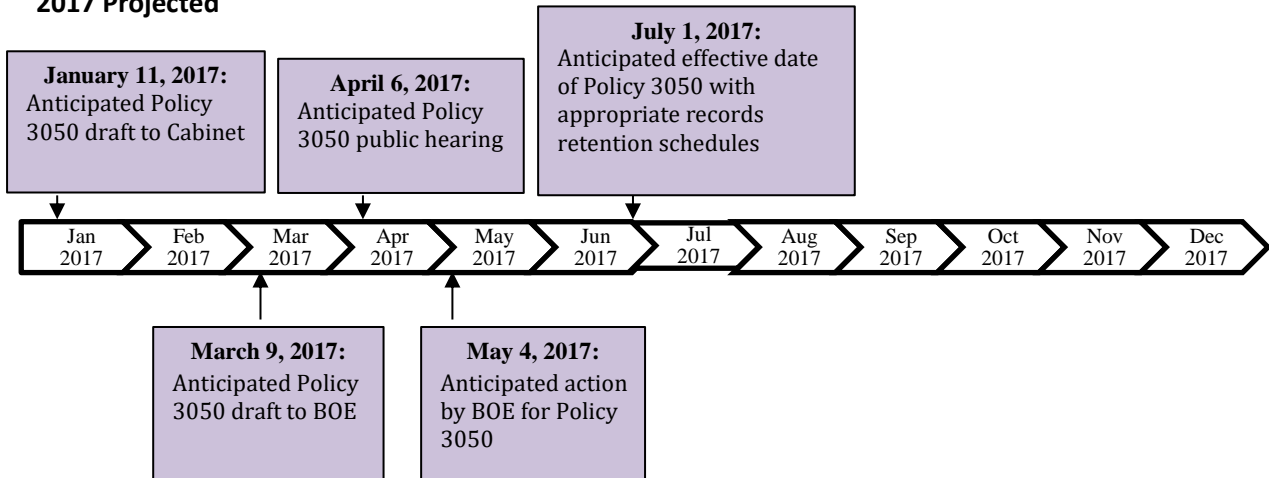 2017 Projected
January 11, 2017:
Anticipated Policy
3050 draft to Cabinet
April 6, 2017:
Anticipated Policy
3050 public hearing
July 1, 2017:
Anticipated effective date
of Policy 3050 with
appropriate records
retention schedules
Jan
2017
Feb
2017
Mar
2017
Apr
2017
May
2017
Jun
2017
Jul
2017
Aug
2017
Sep
2017
Oct
2017
Nov
2017
Dec
2017
March 9, 2017:
Anticipated Policy
3050 draft to BOE
May 4, 2017:
Anticipated action
by BOE for Policy
3050